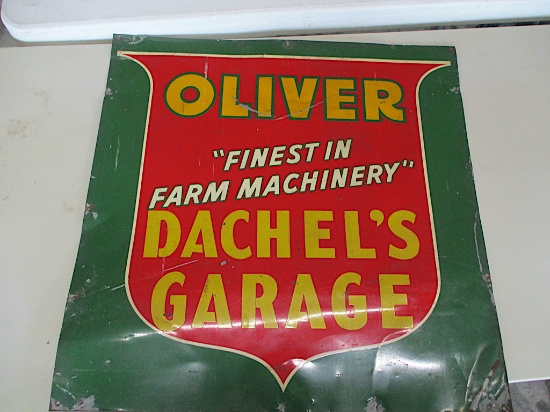 OLIVER
"FINEST IN
FARM MACHINERY"
DACHEL'S
GARAGE